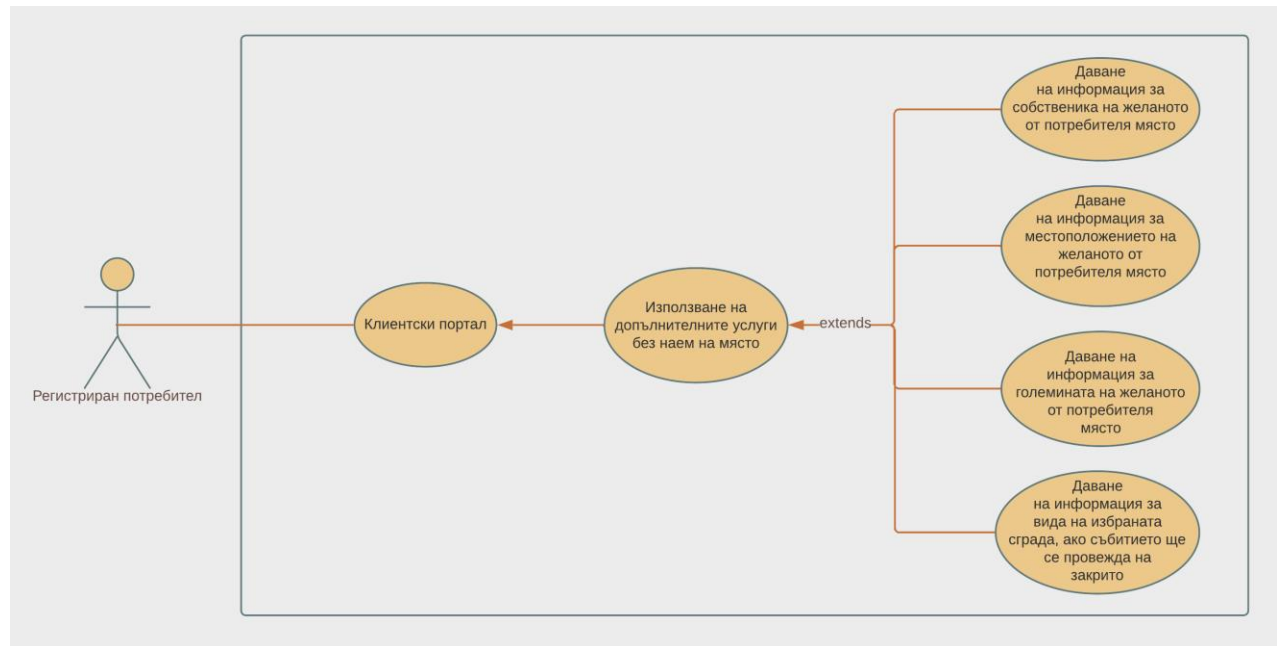 Даване
на информация за
собственика на желаното
от потребителя място
Даване
на информация за
местоположението на
желаното от
потребителя място
Регистриран потребител
Клиентски портал
Използване на
допълнителните услуги
без наем на място
extends
Даване на
информация за
големината на желаното
от потребителя
място
Даване
на информация за
вида на избраната
сграда, ако събитието ще
се провежда на
закрито